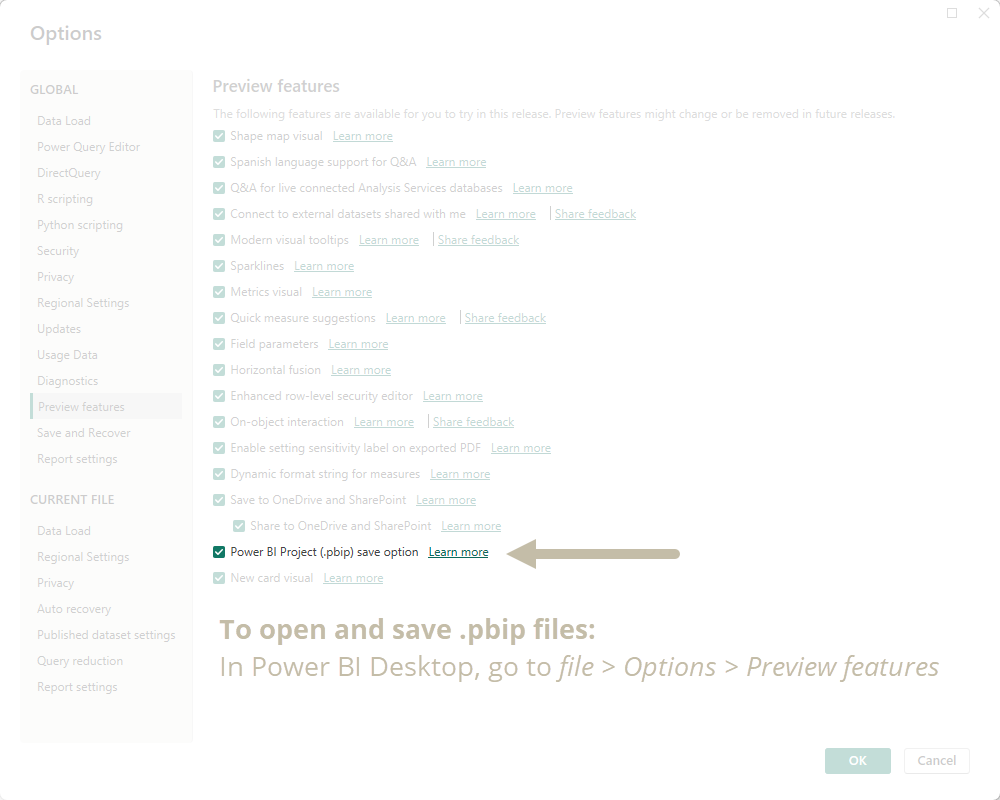 Options
GLOBAL
Data Load
Power Query Editor
DirectQuery
R scripting
Python scripting
Security
Privacy
Regional Settings
Updates
Usage Data
Diagnostics
Preview features
Save and Recover
Report settings
CURRENT FILE
Data Load
Regional Settings
Privacy
Auto recovery
Published dataset settings
Query reduction
Report settings
Preview features
The following features are available for you to try in this release. Preview features might change or be removed in future releases.
Shape map visual Learn more
Spanish language support for Q&A Learn more
Q&A for live connected Analysis Services databases Learn more
Connect to external datasets shared with me Learn more | Share feedback
Modern visual tooltips Learn more | Share feedback
Sparklines Learn more
Metrics visual Learn more
Quick measure suggestions Learn more | Share feedback
Field parameters Learn more
Horizontal fusion Learn more
Enhanced row-level security editor Learn more
On-object interaction Learn more | Share feedback
Enable setting sensitivity label on exported PDF Learn more
Dynamic format string for measures Learn more
Save to OneDrive and SharePoint Learn more
Share to OneDrive and SharePoint Learn more
Power BI Project (.pbip) save option Learn more
New card visual Learn more
To open and save .pbip files:
In Power BI Desktop, go to file > Options > Preview features
OK Cancel